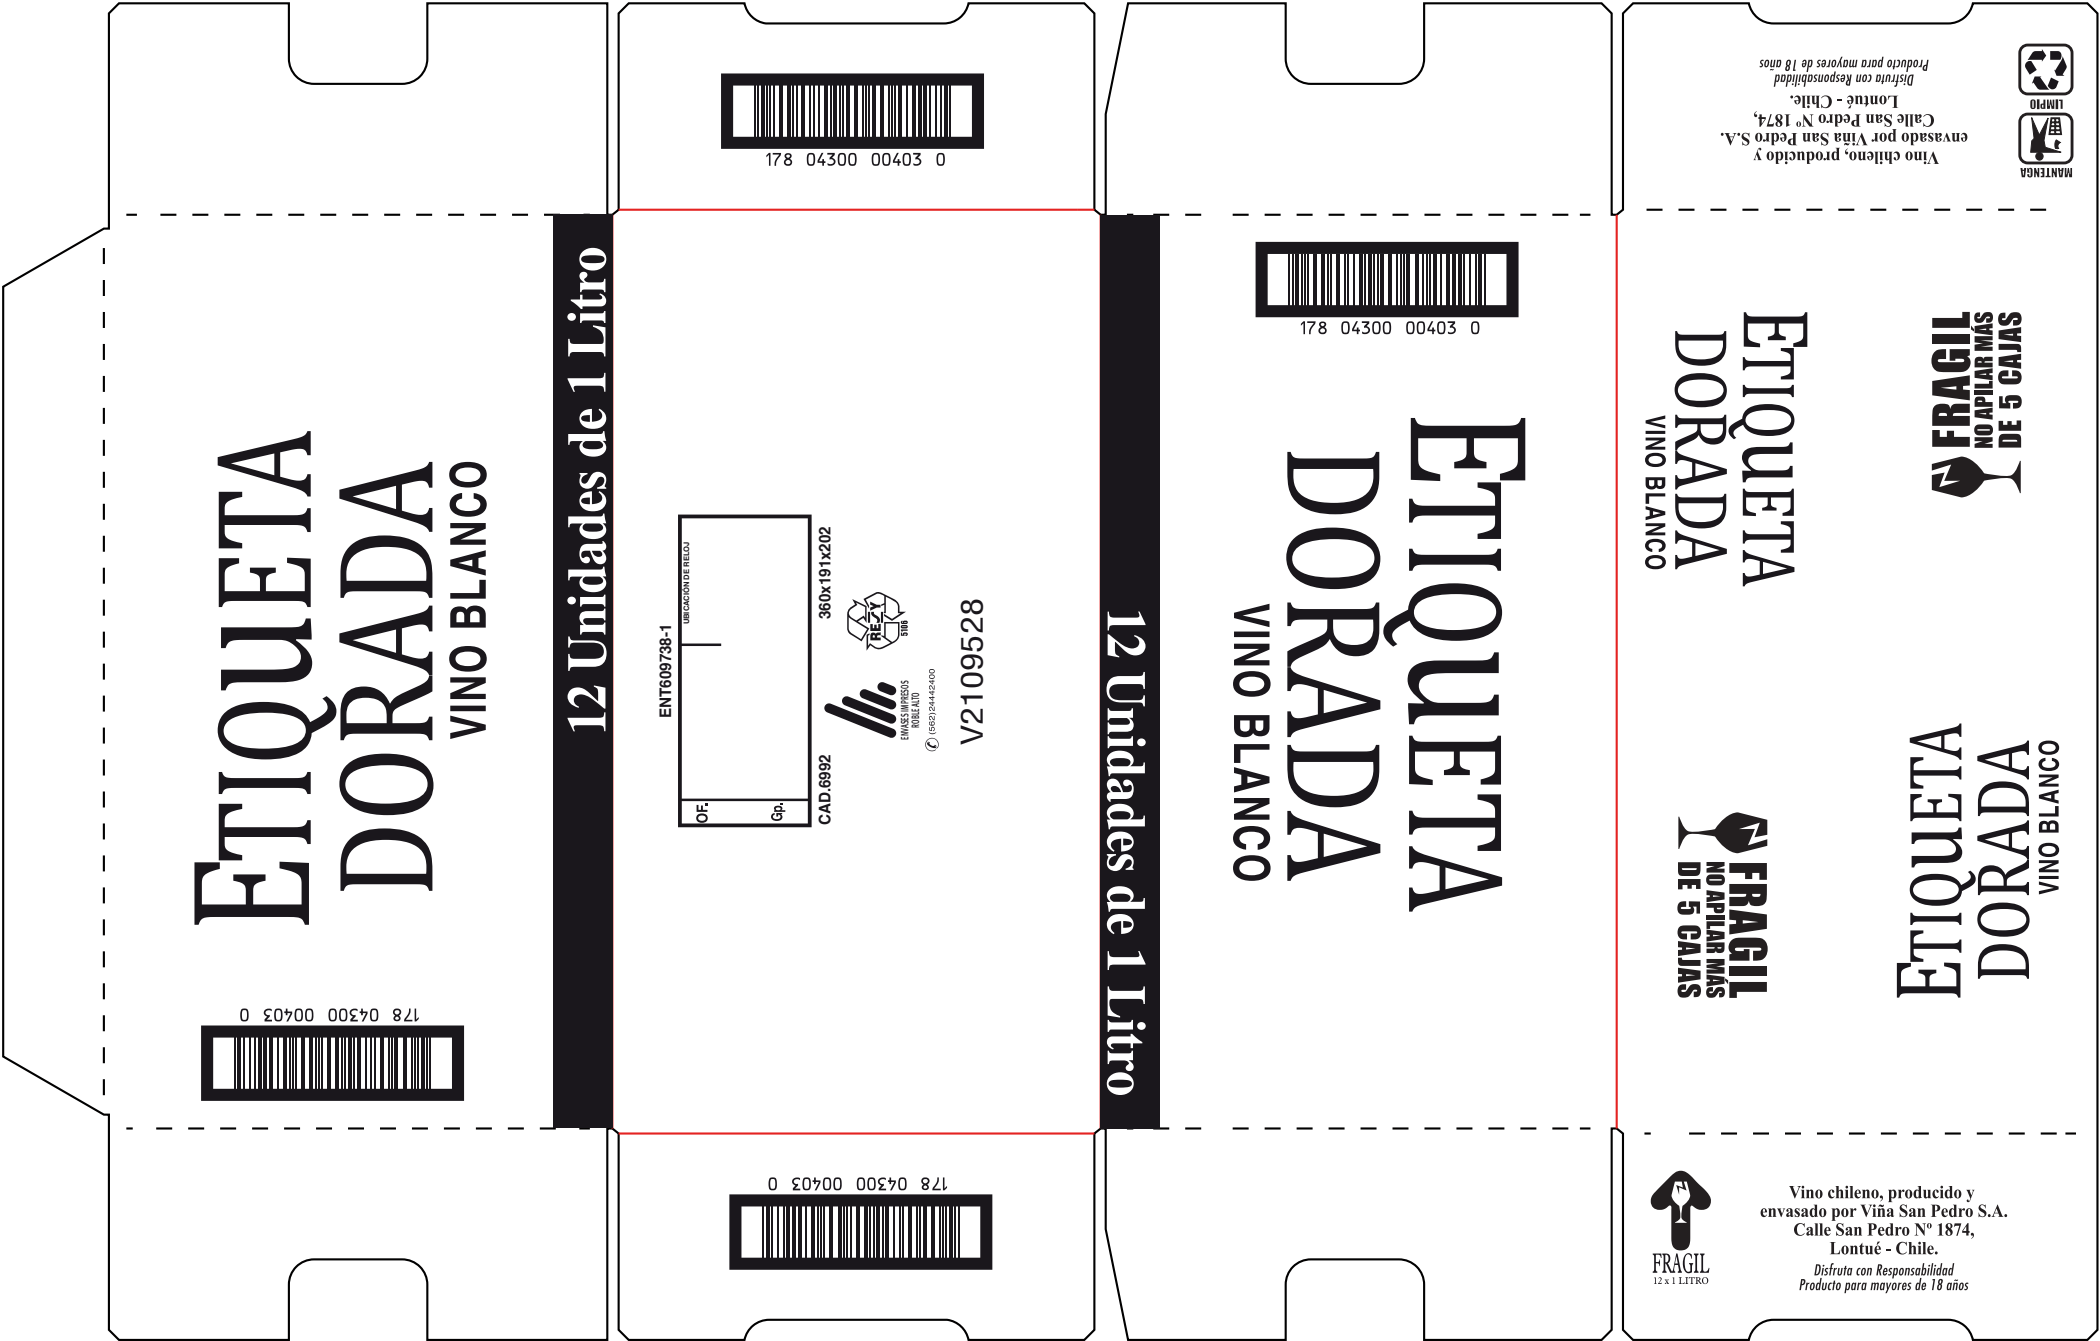 ETIQUETA
DORADA
VINO BLANCO
178 04300 00403 0
12 Unidades de 1 Litro
178 04300 00403 0
ENT609738-1
UBICACIÓN DE RELOJ
OF.
Gp.
CAD.6992
360x191x202
RESY
5106
ENVASES IMPRESOS
ROBLE ALTO
(562)24442400
V2109528
178 04300 00403 0
12 Unidades de 1 Litro
178 04300 00403 0
ETIQUETA
DORADA
VINO BLANCO
Vino chileno, producido y
envasado por Viña San Pedro S.A.
Calle San Pedro Nº 1874,
Lontué - Chile.
Disfruta con Responsabilidad
Producto para mayores de 18 años
MANTENGA
LIMPIO
ETIQUETA
DORADA
VINO BLANCO
FRAGIL
NO APILAR MÁS
DE 5 CAJAS
FRAGIL
NO APILAR MÁS
DE 5 CAJAS
ETIQUETA
DORADA
VINO BLANCO
FRAGIL
12 x 1 LITRO
Vino chileno, producido y
envasado por Viña San Pedro S.A.
Calle San Pedro Nº 1874,
Lontué - Chile.
Disfruta con Responsabilidad
Producto para mayores de 18 años